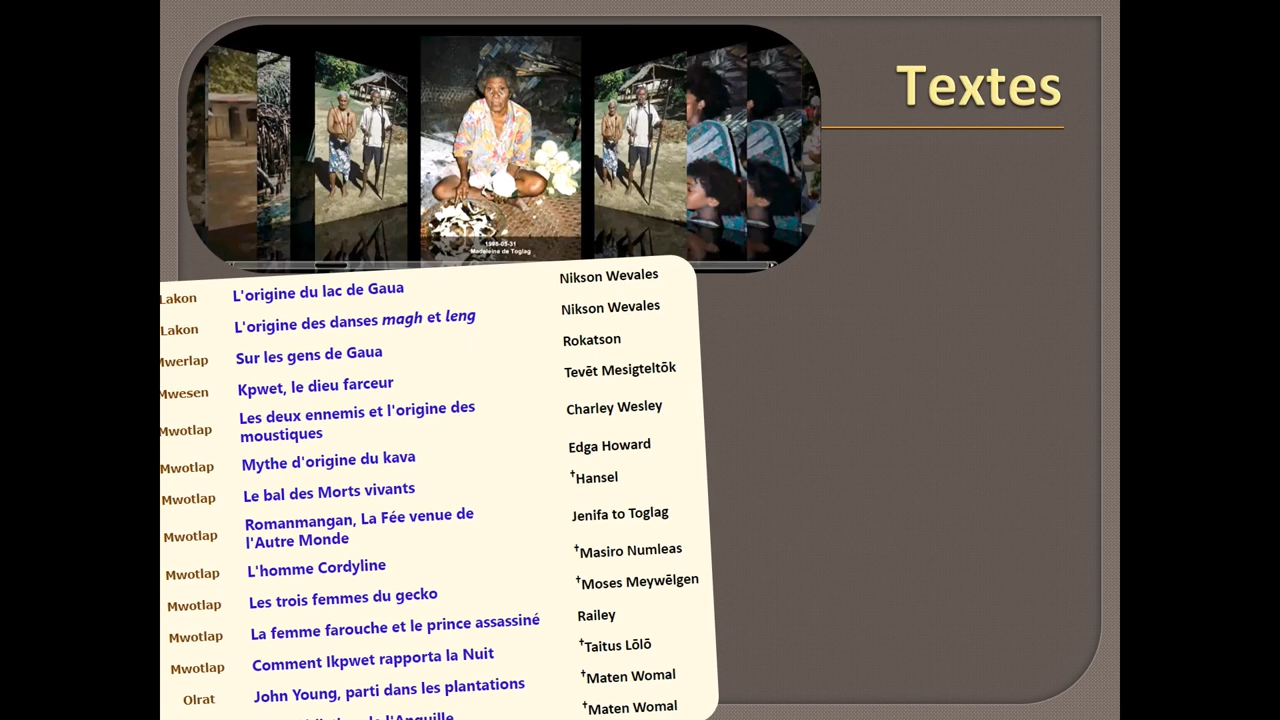 Textes
1998-05-31
Madeleine de Toglag
Lakon L'origine du lac de Gaua Nikson Wevales
Lakon L'origine des danses magh et leng Nikson Wevales
Mwerlap Sur les gens de Gaua Rokatson
Mwesen Kpwet, le dieu farceur Tevēt Mesigteltōk
Mwotlap Les deux ennemis et l'origine des Charley Wesley
moustiques
Mwotlap Mythe d'origine du kava Edga Howard
Mwotlap Le bal des Morts vivants †Hansel
Mwotlap Romanmangan, La Fée venue de Jenifa to Toglag
l'Autre Monde
Mwotlap L'homme Cordyline †Masiro Numleas
Mwotlap Les trois femmes du gecko †Moses Meywēlgen
Mwotlap La femme farouche et le prince assassiné Railey
Mwotlap Comment Ikpwet rapporta la Nuit †Taitus Lōlō
Olrat John Young, parti dans les plantations †Maten Womal
de l'Anguille †Maten Womal